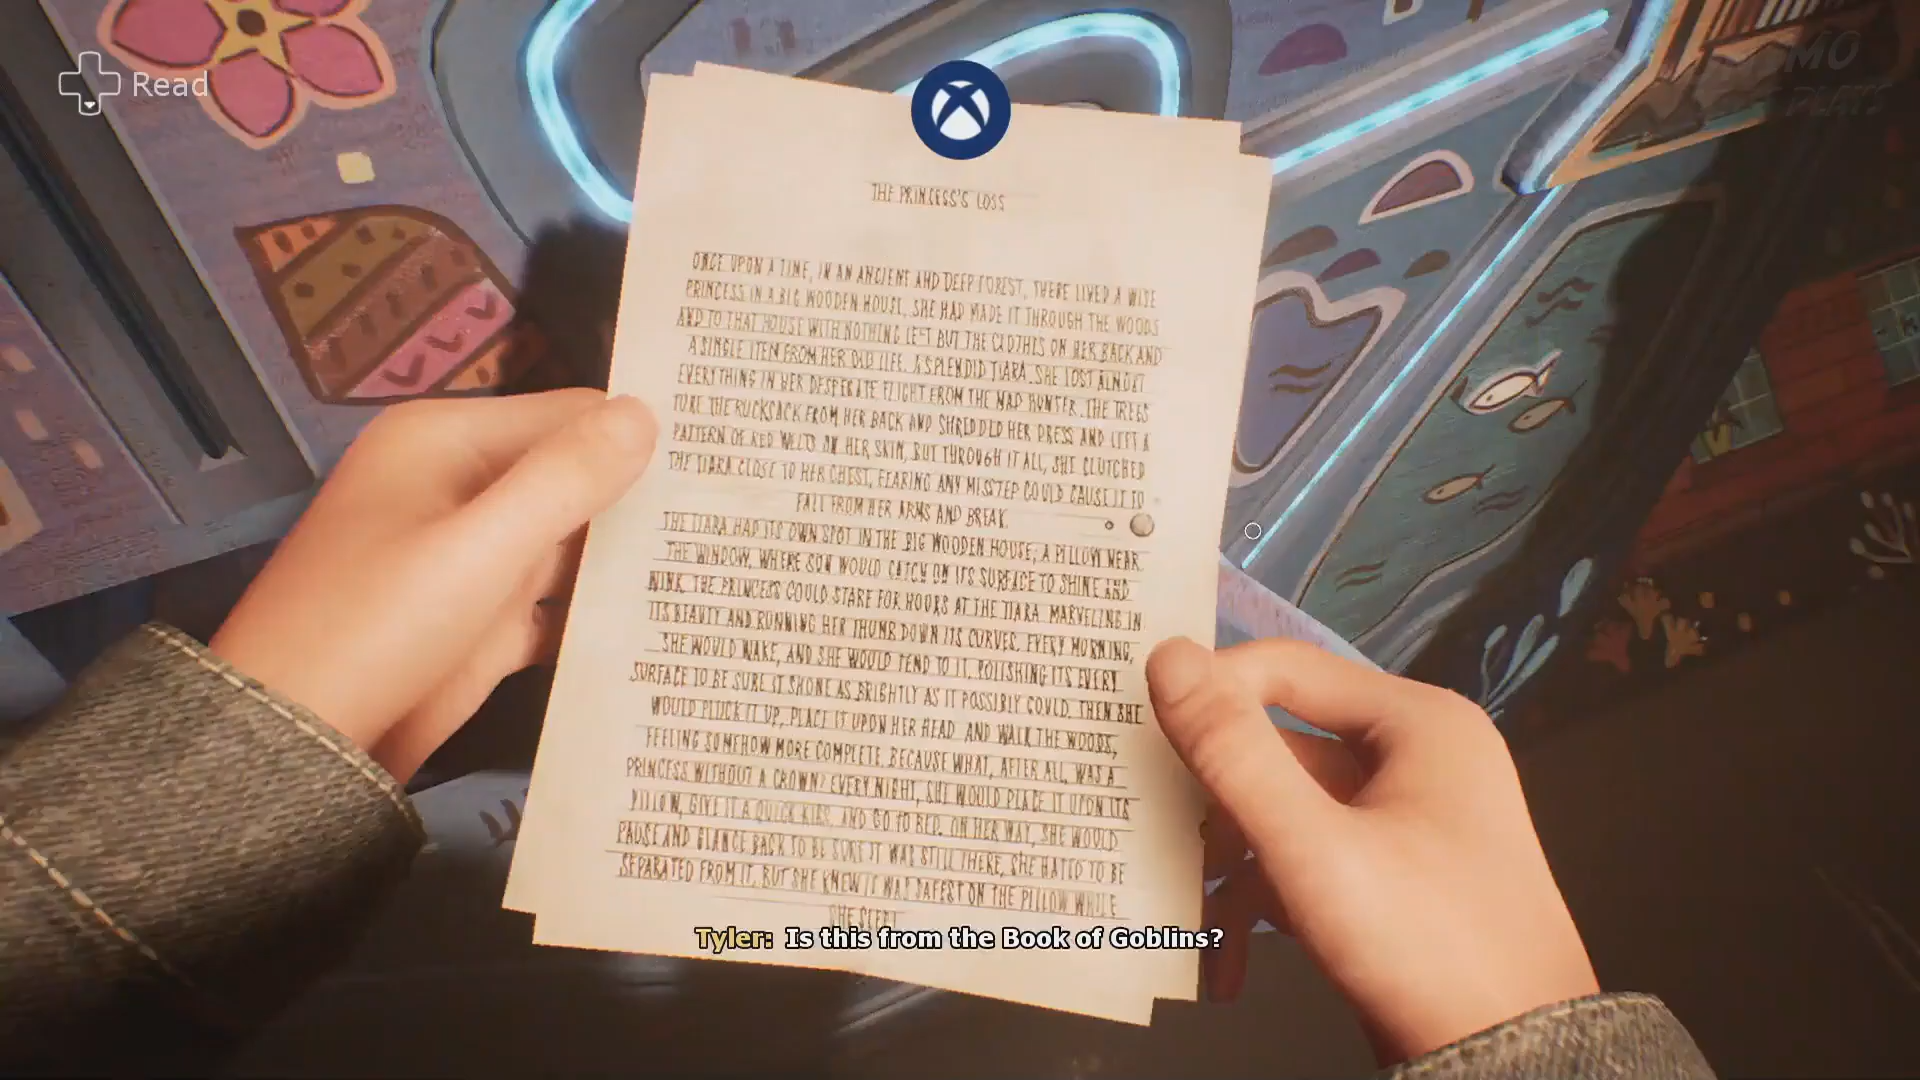 Read
MO
PLAYS
THE PRINCESS'S LOSS
ONCE UPON A TIME, IN AN ANCIENT AND DEEP FOREST, THERE LIVED A WISE
PRINCESS IN A BIG WOODEN HOUSE. SHE HAD MADE IT THROUGH THE WOODS
AND TO THAT HOUSE WITH NOTHING LEFT BUT THE CLOTHES ON HER BACK AND
A SINGLE ITEM FROM HER OLD LIFE. A SPLENDID TIARA. SHE LOST ALMOST
EVERYTHING IN HER DESPERATE FLIGHT FROM THE MAD HUNTER. THE TREES
TORE THE RUCKSACK FROM HER BACK AND SHREDDED HER DRESS AND LEFT A
PATTERN OF RED WELTS ON HER SKIN, BUT THROUGH IT ALL, SHE CLUTCHED
THE TIARA CLOSE TO HER CHEST, FEARING ANY MISSTEP COULD CAUSE IT TO
FALL FROM HER ARMS AND BREAK.
THE TIARA HAD ITS OWN SPOT IN THE BIG WOODEN HOUSE; A PILLOW NEAR
THE WINDOW, WHERE SUN WOULD CATCH ON ITS SURFACE TO SHINE AND
WINK. THE PRINCESS COULD STARE FOR HOURS AT THE TIARA, MARVELING IN
ITS BEAUTY AND RUNNING HER THUMB DOWN ITS CURVES. EVERY MORNING,
SHE WOULD WAKE, AND SHE WOULD TEND TO IT, POLISHING ITS EVERY
SURFACE TO BE SURE IT SHONE AS BRIGHTLY AS IT POSSIBLY COULD. THEN SHE
WOULD PLUCK IT UP, PLACE IT UPON HER HEAD, AND WALK THE WOODS,
FEELING SOMEHOW MORE COMPLETE. BECAUSE WHAT, AFTER ALL, WAS A
PRINCESS WITHOUT A CROWN? EVERY NIGHT, SHE WOULD PLACE IT UPON ITS
PILLOW, GIVE IT A QUICK KISS, AND GO TO BED. ON HER WAY, SHE WOULD
PAUSE AND GLANCE BACK TO BE SURE IT WAS STILL THERE, SHE HATED TO BE
SEPARATED FROM IT, BUT SHE KNEW IT WAS SAFEST ON THE PILLOW WHILE
SHE SLEPT.
Tyler: Is this from the Book of Goblins?